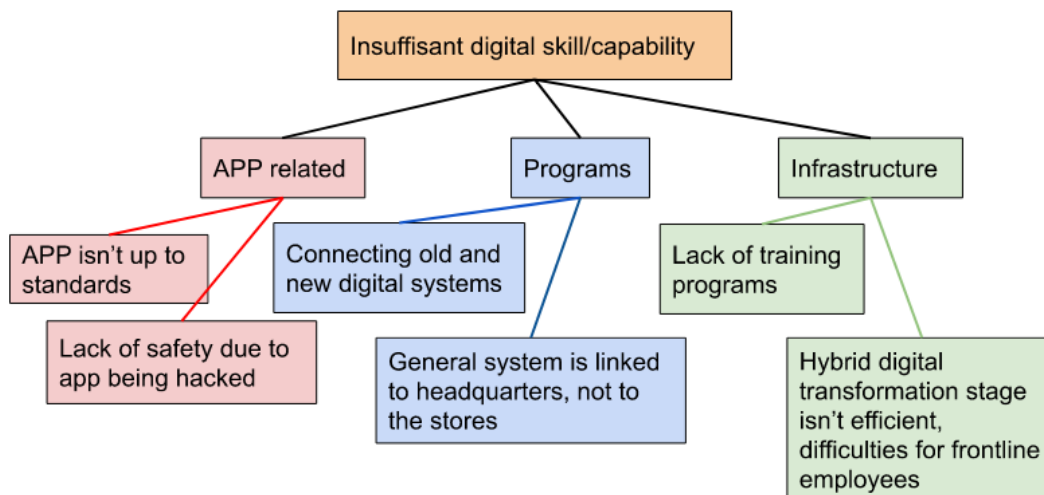 Insuffisant digital skill/capability
APP related
Programs
Infrastructure
APP isn’t up to
standards
Connecting old and
new digital systems
Lack of training
programs
Lack of safety due to
app being hacked
General system is linked
to headquarters, not to
the stores
Hybrid digital
transformation stage
isn’t efficient,
difficulties for frontline
employees